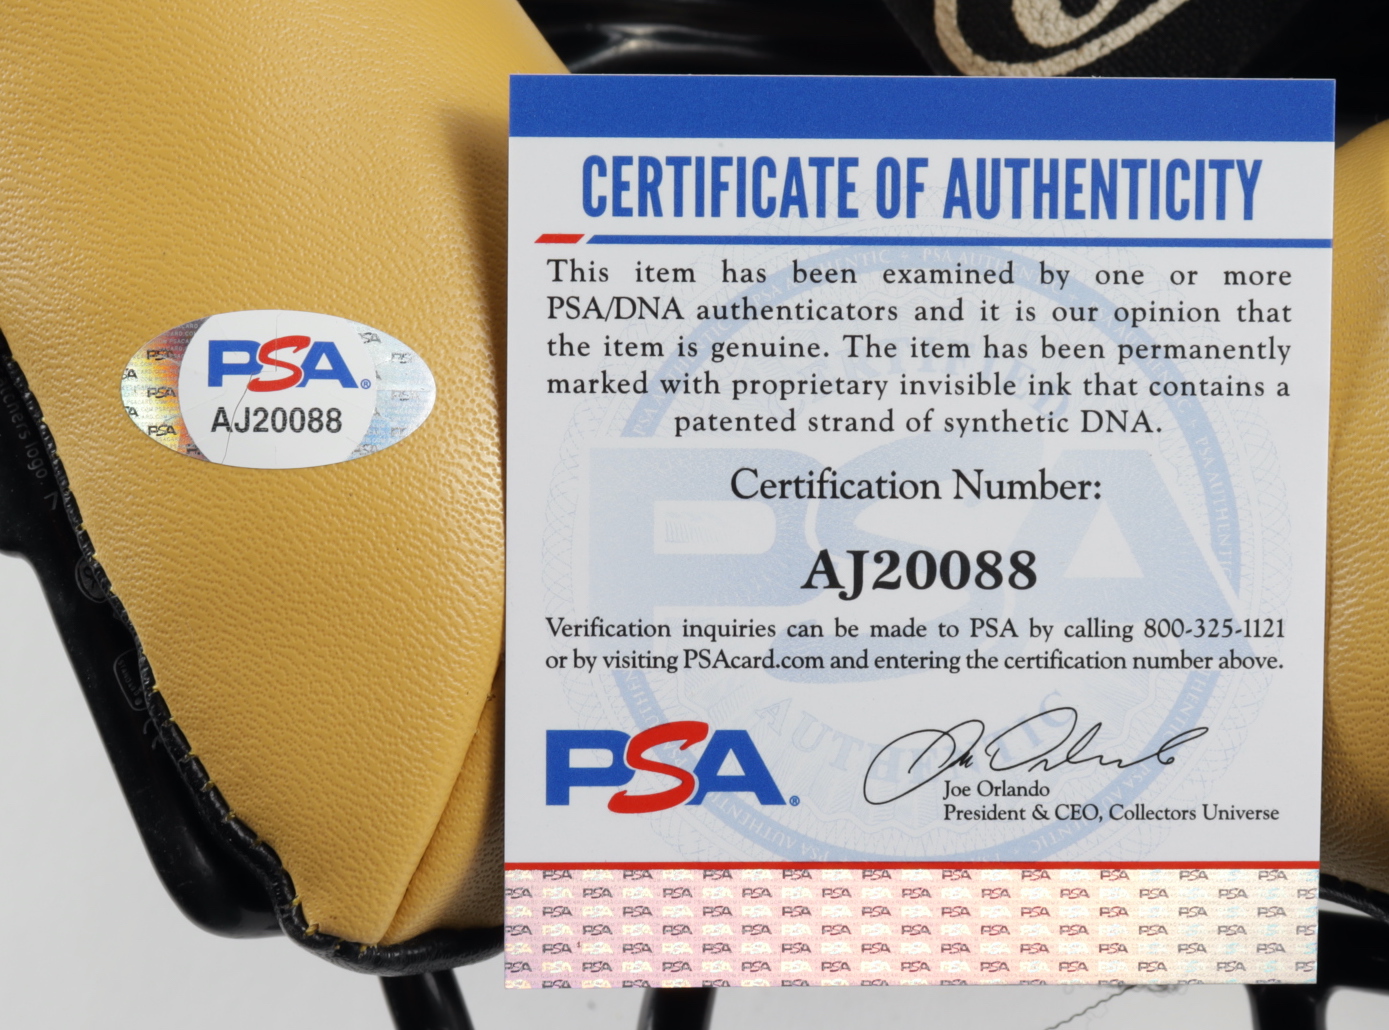 PSA®
AJ20088
CERTIFICATE OF AUTHENTICITY
This item has been examined by one or more
PSA/DNA authenticators and it is our opinion that
the item is genuine. The item has been permanently
marked with proprietary invisible ink that contains a
patented strand of synthetic DNA.
Certification Number:
AJ20088
Verification inquiries can be made to PSA by calling 800-325-1121
or by visiting PSAcard.com and entering the certification number above.
PSA®
Joe Orlando
President & CEO, Collectors Universe